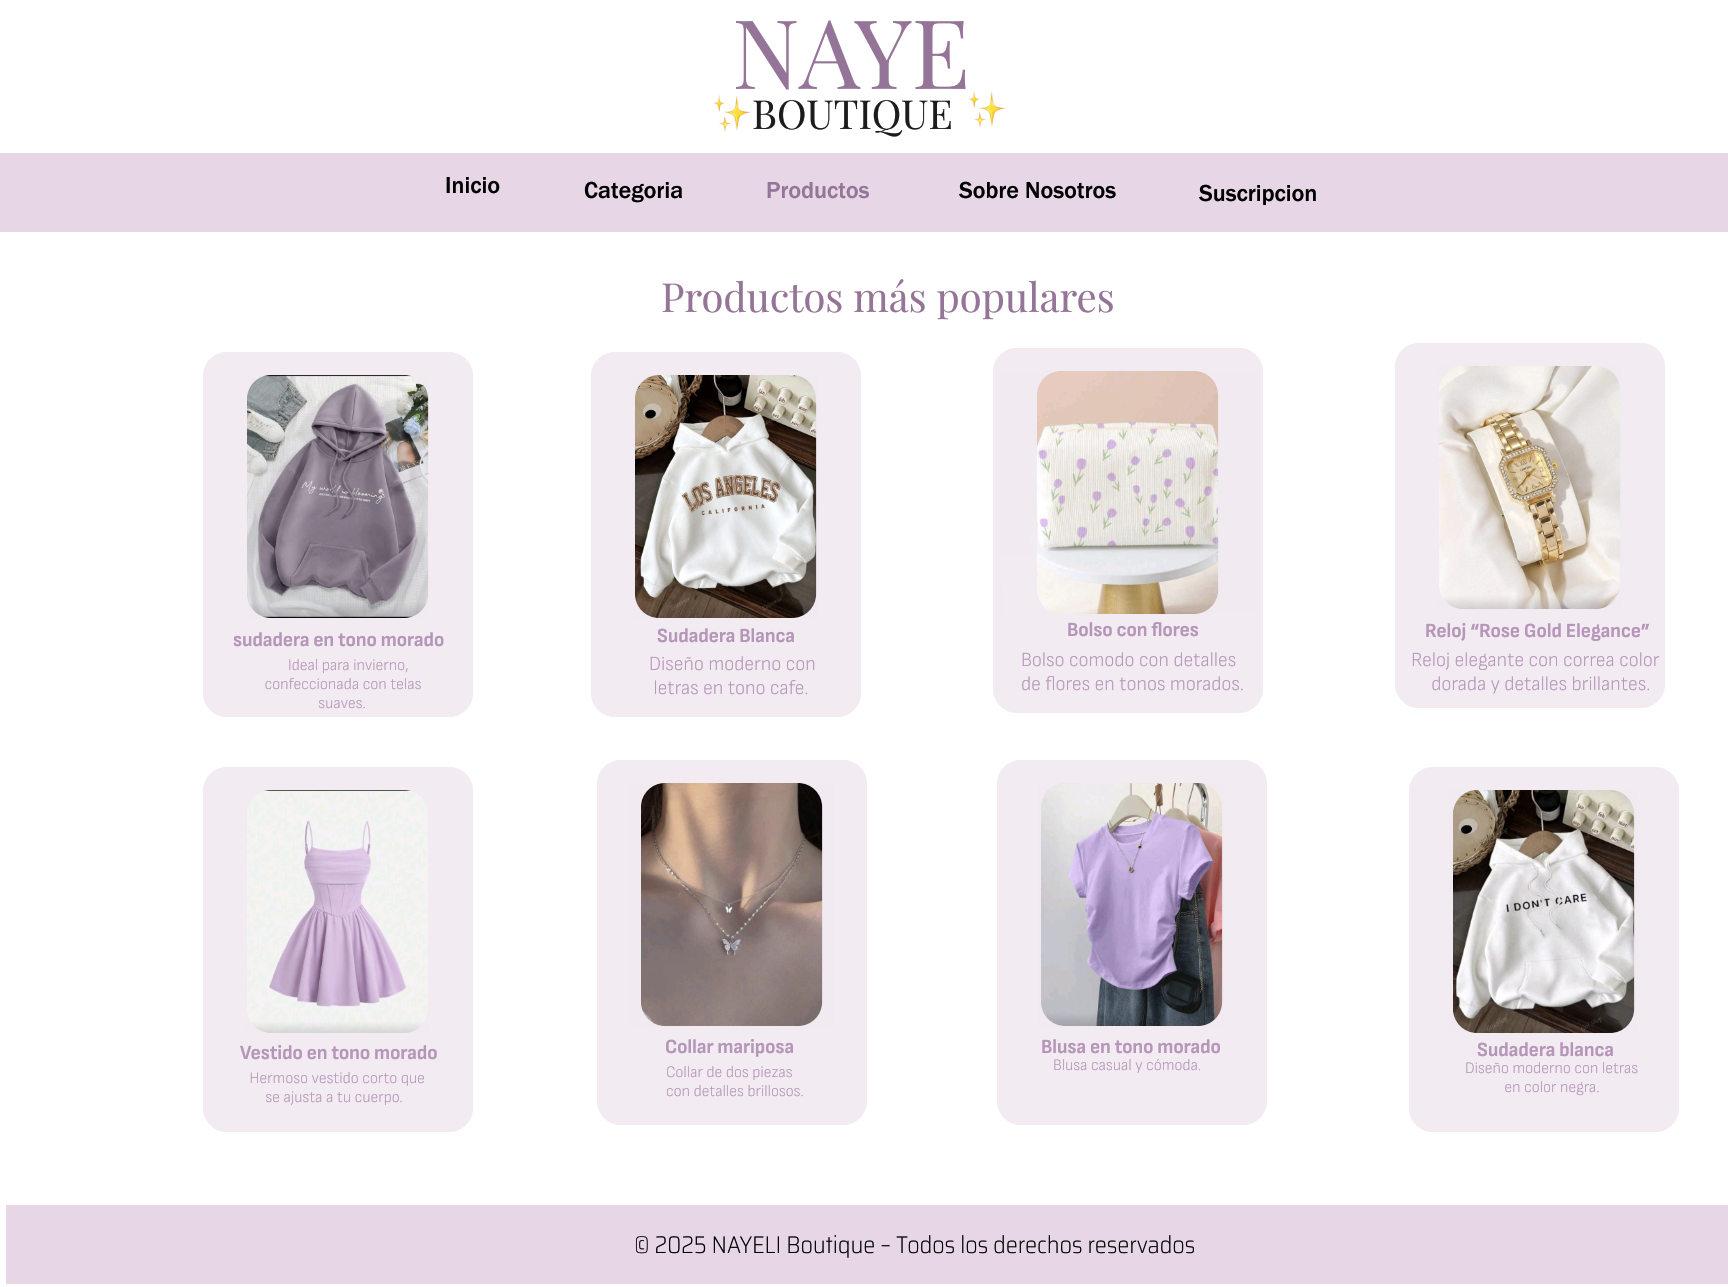 NAYE
✨BOUTIQUE ✨
Inicio
Categoria
Productos
Sobre Nosotros
Suscripcion
Productos más populares
My world is blooming
sudadera en tono morado
Ideal para invierno,
confeccionada con telas
suaves.
LOS ANGELES
CALIFORNIA
Sudadera Blanca
Diseño moderno con
letras en tono cafe.
Bolso con flores
Bolso comodo con detalles
de flores en tonos morados.
Reloj “Rose Gold Elegance”
Reloj elegante con correa color
dorada y detalles brillantes.
Vestido en tono morado
Hermoso vestido corto que
se ajusta a tu cuerpo.
Collar mariposa
Collar de dos piezas
con detalles brillosos.
Blusa en tono morado
Blusa casual y cómoda.
I DON'T CARE
Sudadera blanca
Diseño moderno con letras
en color negra.
© 2025 NAYELI Boutique - Todos los derechos reservados